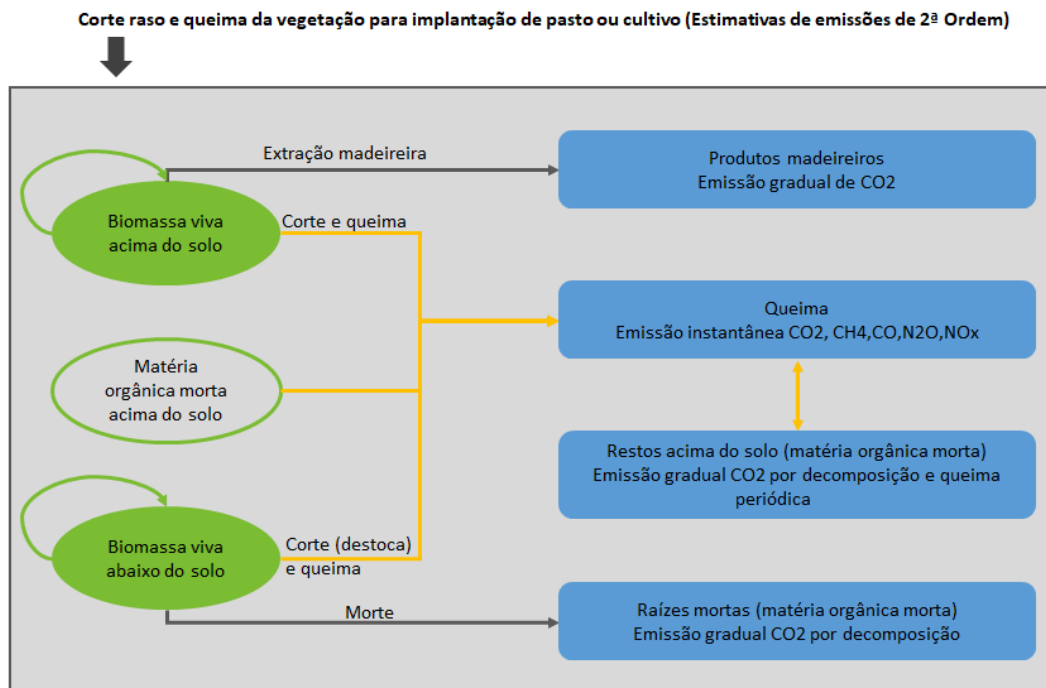 Corte raso e queima da vegetação para implantação de pasto ou cultivo (Estimativas de emissões de 2ª Ordem)
Extração madeireira
Produtos madeireiros
Emissão gradual de CO2
Biomassa viva
acima do solo
Corte e queima
Queima
Emissão instantânea CO2, CH4,CO,N2O,NOx
Matéria
orgânica morta
acima do solo
Restos acima do solo (matéria orgânica morta)
Emissão gradual CO2 por decomposição e queima
periódica
Biomassa viva
abaixo do solo
Corte (destoca)
e queima
Morte
Raízes mortas (matéria orgânica morta)
Emissão gradual CO2 por decomposição